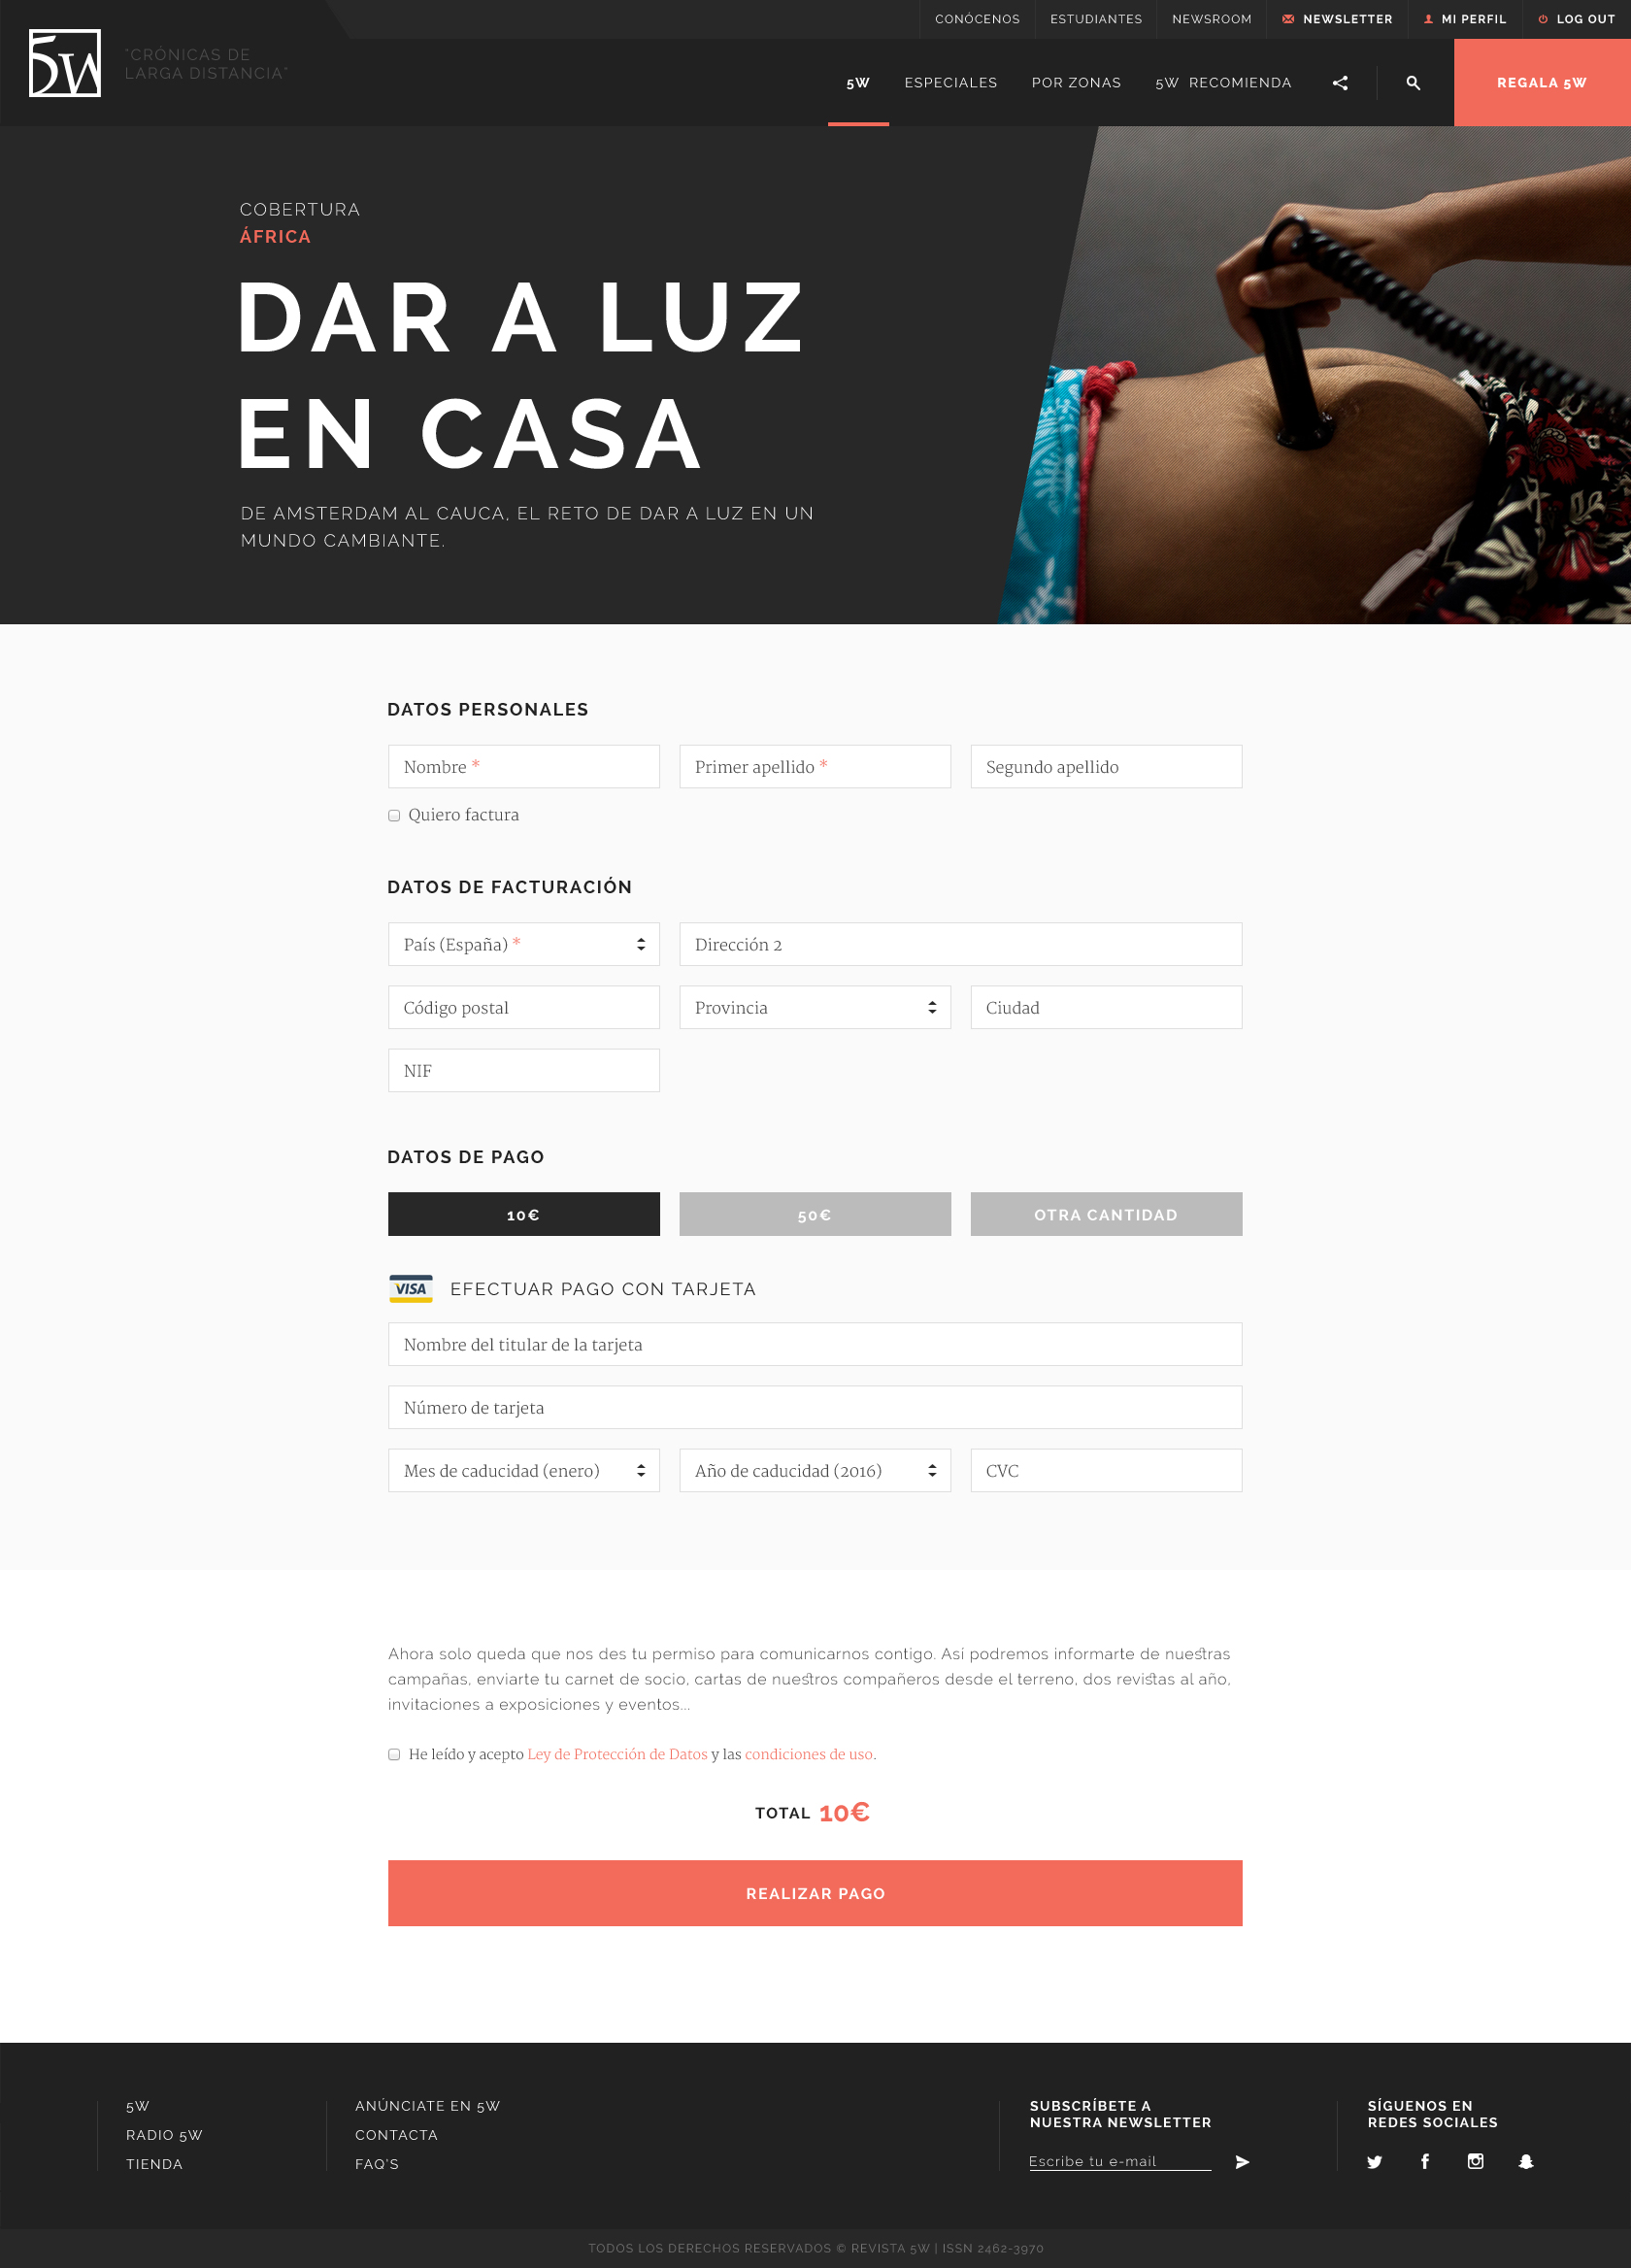 CONÓCENOS
ESTUDIANTES
NEWSROOM
NEWSLETTER
MI PERFIL
LOG OUT
5W
"CRÓNICAS DE
LARGA DISTANCIA"
5W
ESPECIALES
POR ZONAS
5W RECOMIENDA
REGALA 5W
COBERTURA
ÁFRICA
DAR A LUZ
EN CASA
DE AMSTERDAM AL CAUCA, EL RETO DE DAR A LUZ EN UN
MUNDO CAMBIANTE.
DATOS PERSONALES
Nombre *
Primer apellido *
Segundo apellido
Quiero factura
DATOS DE FACTURACIÓN
País (España) *
Dirección 2
Código postal
Provincia
Ciudad
NIF
DATOS DE PAGO
10€
50€
OTRA CANTIDAD
VISA
EFECTUAR PAGO CON TARJETA
Nombre del titular de la tarjeta
Número de tarjeta
Mes de caducidad (enero)
Año de caducidad (2016)
CVC
Ahora solo queda que nos des tu permiso para comunicarnos contigo. Asi podremos informarte de nuestras
campañas, enviarte tu carnet de socio, cartas de nuestros compañeros desde el terreno, dos revistas al año,
invitaciones a exposiciones y eventos...
He leído y acepto Ley de Protección de Datos y las condiciones de uso.
TOTAL 10€
REALIZAR PAGO
5W
RADIO 5W
TIENDA
ANÚNCIATE EN 5W
CONTACTA
FAQ'S
SUBSCRÍBETE A
NUESTRA NEWSLETTER
Escribe tu e-mail
SÍGUENOS EN
REDES SOCIALES
TODOS LOS DERECHOS RESERVADOS © REVISTA 5W | ISSN 2462-3970